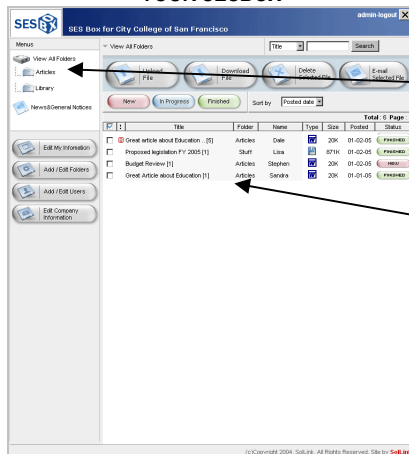 YOUR SESBOX
SES
SES Box for City College of San Francisco
admin-logout X
Menus
View All Folders
Title
Search
View All Folders
Articles
Library
News&General Notices
Upload File
Download File
Delete Selected File
E-mail Selected File
New
In Progress
Finished
Sort by
Posted date
Total: 6 Page:
! Title Folder Name Type Size Posted Status
Great article about Education ...[5] Articles Dale 20K 01-02-05 FINISHED
Proposed legislation FY 2005 [1] Stuff Lisa 871K 01-02-05 FINISHED
Budget Review [1] Articles Stephen 20K 01-02-05 NEW
Great Article about Education [1] Articles Sandra 20K 01-01-05 FINISHED
Edit My Information
Add / Edit Folders
Add / Edit Users
Edit Company Information
(c)Copyright 2004. SolLink. All Rights Reserved. Site by SolLink